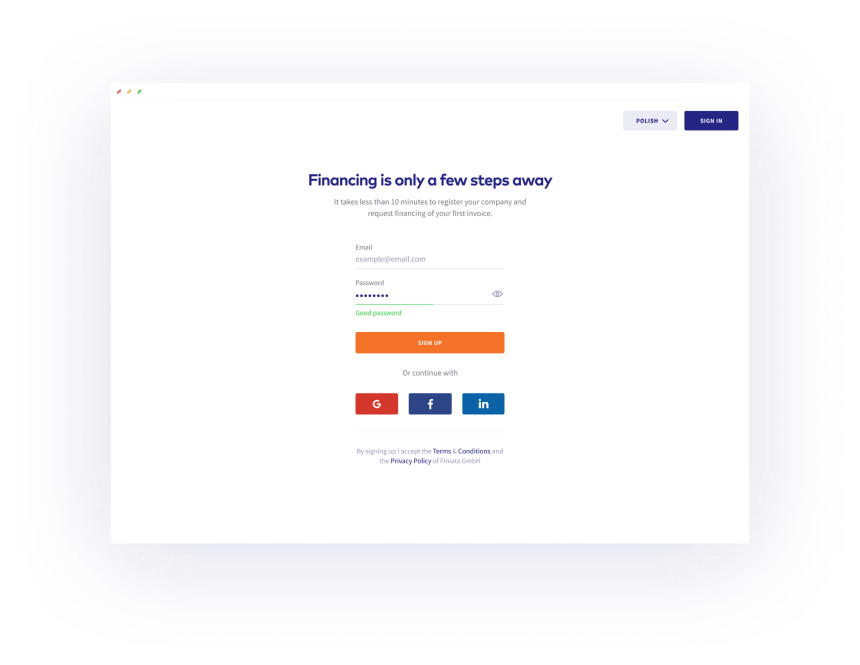 POLISH
SIGN IN
Financing is only a few steps away
It takes less than 10 minutes to register your company and
request financing of your first invoice.
Email
example@email.com
Password
••••••••
Good password
SIGN UP
Or continue with
G f in
By signing up I accept the Terms & Conditions and
the Privacy Policy of Finiata GmbH